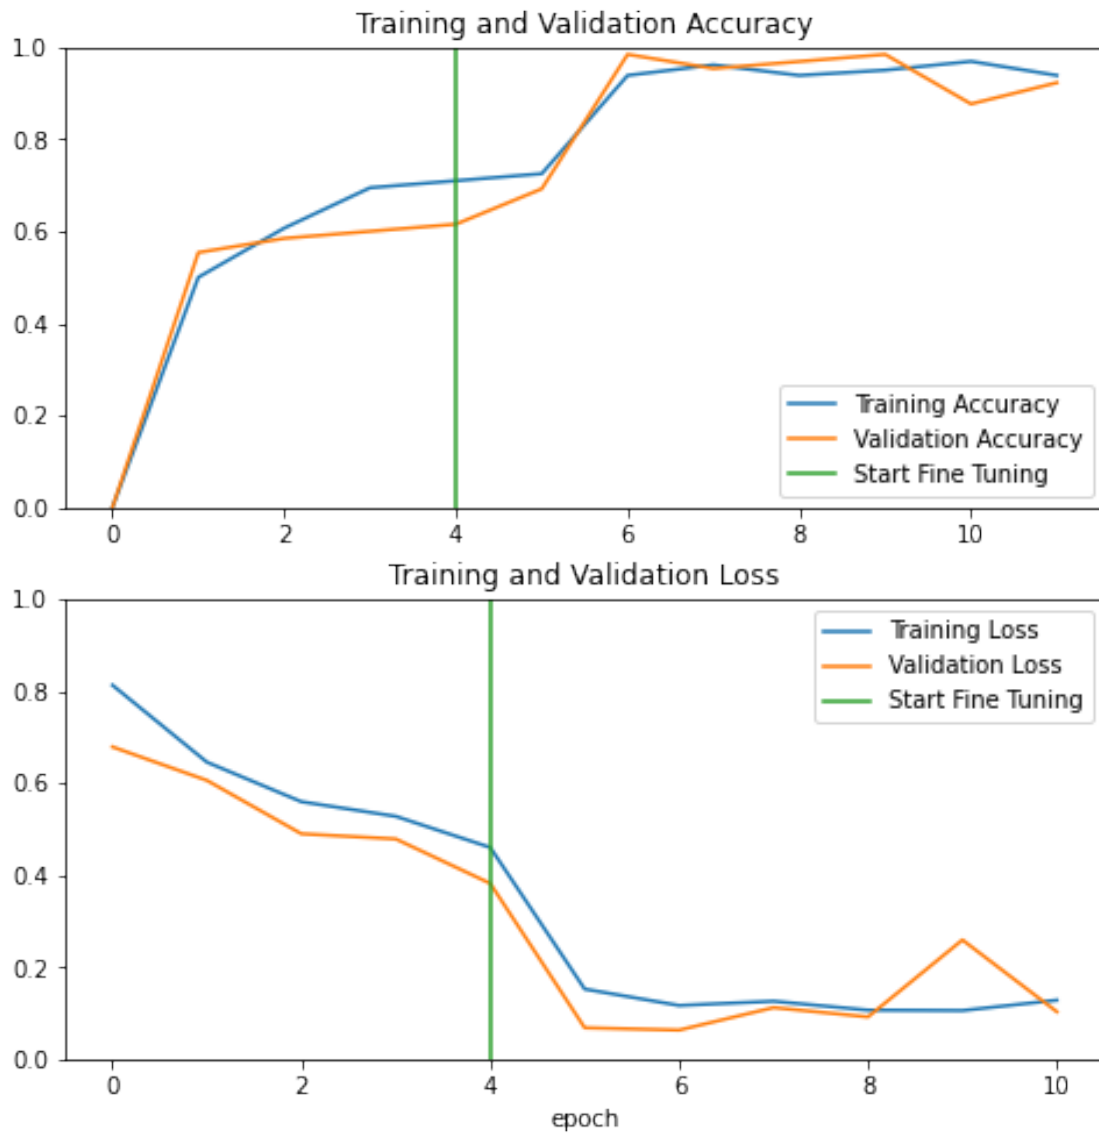 Training and Validation Accuracy
1.0
0.8
0.6
0.4
0.2
0.0
Training Accuracy
Validation Accuracy
Start Fine Tuning
0 2 4 6 8 10
Training and Validation Loss
1.0
0.8
0.6
0.4
0.2
0.0
Training Loss
Validation Loss
Start Fine Tuning
0 2 4 6 8 10
epoch